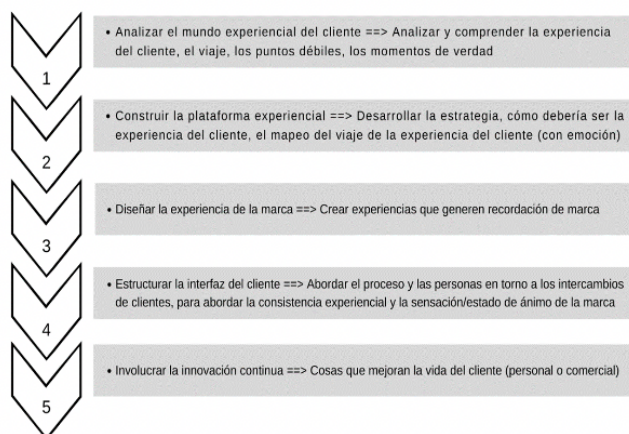 • Analizar el mundo experiencial del cliente ==> Analizar y comprender la experiencia
del cliente, el viaje, los puntos débiles, los momentos de verdad
1
• Construir la plataforma experiencial ==> Desarrollar la estrategia, cómo debería ser la
experiencia del cliente, el mapeo del viaje de la experiencia del cliente (con emoción)
2
• Diseñar la experiencia de la marca ==> Crear experiencias que generen recordación de marca
3
• Estructurar la interfaz del cliente ==> Abordar el proceso y las personas en torno a los intercambios
de clientes, para abordar la consistencia experiencial y la sensación/estado de ánimo de la marca
4
• Involucrar la innovación continua ==> Cosas que mejoran la vida del cliente (personal o comercial)
5